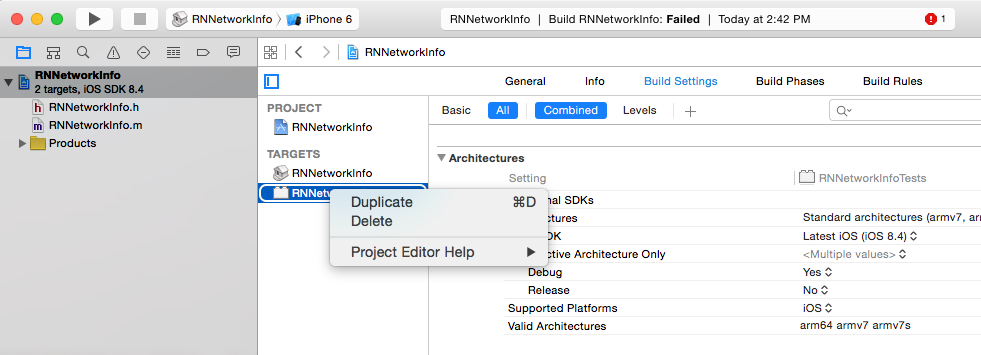 RNNetworkInfo iPhone 6 RNNetworkInfo | Build RNNetworkInfo: Failed | Today at 2:42 PM 1
RNNetworkInfo
RNNetworkInfo
2 targets, iOS SDK 8.4
h RNNetworkInfo.h
m RNNetworkInfo.m
Products
General Info Build Settings Build Phases Build Rules
PROJECT
RNNetworkInfo
TARGETS
RNNetworkInfo
RNNetw
Duplicate ⌘D
Delete
Project Editor Help
Basic All Combined Levels
Architectures
Setting RNNetworkInfoTests
nal SDKs
ctures Standard architectures (armv7, ar
DK Latest iOS (iOS 8.4)
ctive Architecture Only <Multiple values>
Debug Yes
Release No
Supported Platforms iOS
Valid Architectures arm64 armv7 armv7s